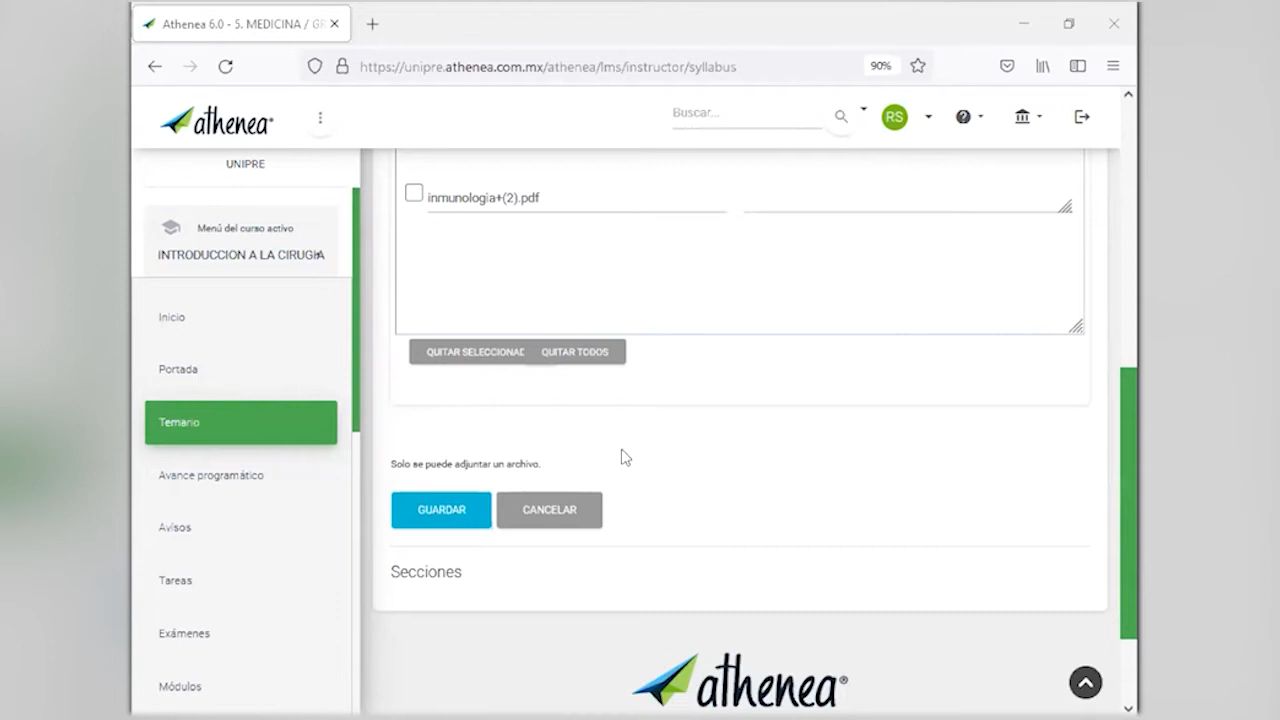 Athenea 6.0 - 5. MEDICINA / GR
https://unipre.athenea.com.mx/athenea/lms/instructor/syllabus
90%
athenea®
Buscar...
RS
UNIPRE
Menú del curso activo
INTRODUCCION A LA CIRUGIA
inmunologia+(2).pdf
Inicio
QUITAR SELECCIONAD QUITAR TODOS
Portada
Temario
Solo se puede adjuntar un archivo.
Avance programático
GUARDAR CANCELAR
Avisos
Secciones
Tareas
Exámenes
Módulos
athenea®